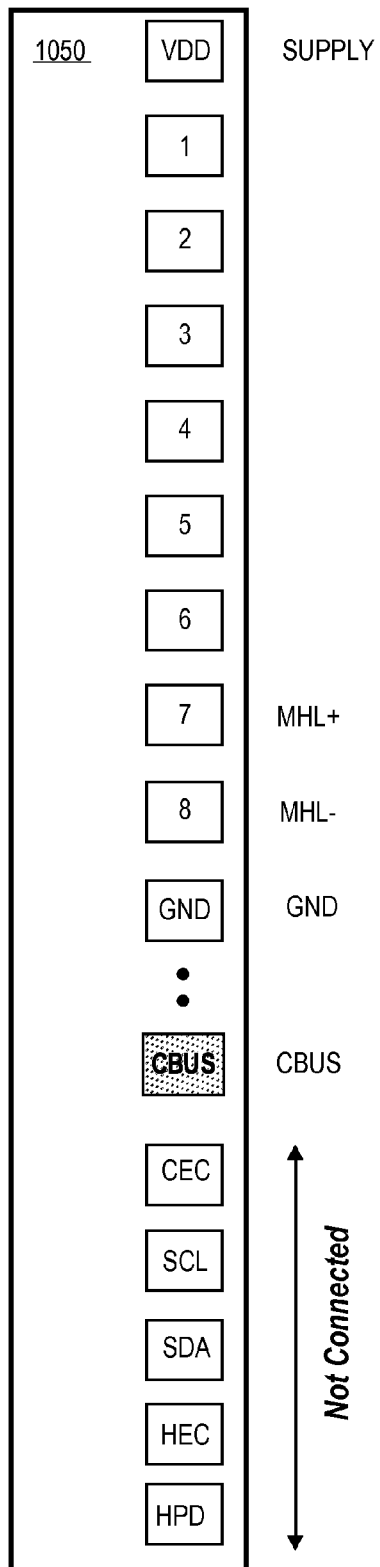 1050 VDD SUPPLY
1
2
3
4
5
6
7 MHL+
8 MHL-
GND GND
CBUS CBUS
CEC
SCL
SDA
HEC
HPD
Not Connected